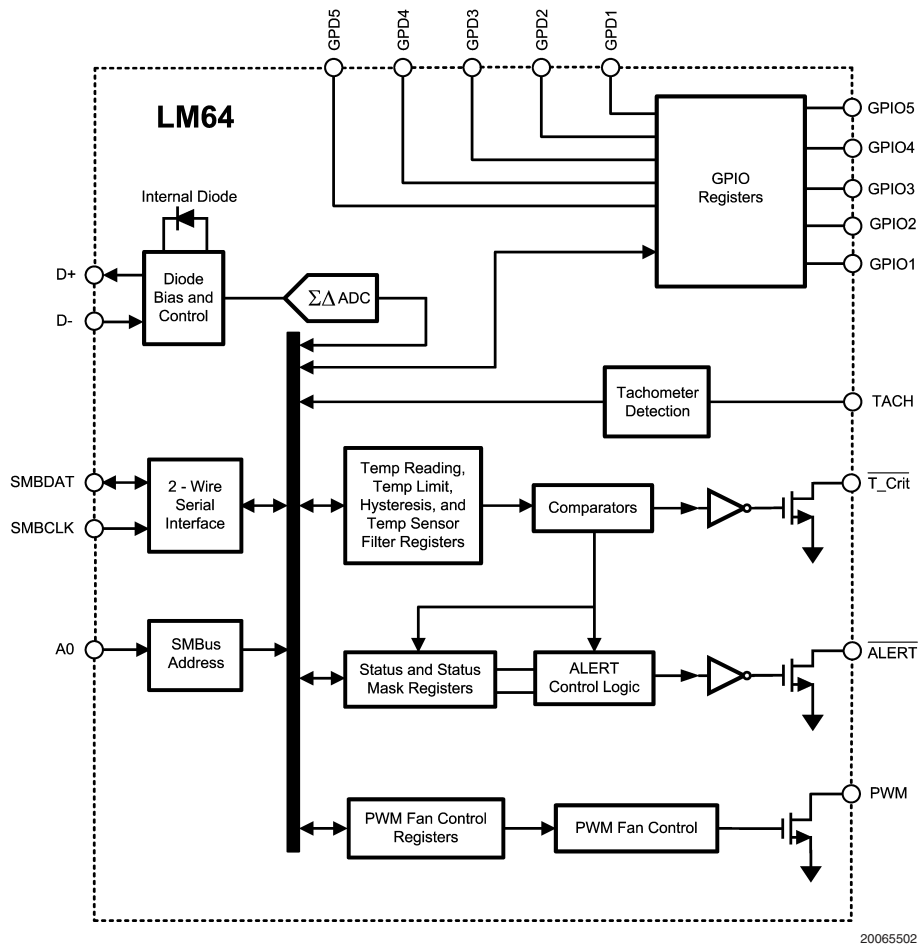 GPD5
GPD4
GPD3
GPD2
GPD1
LM64
GPIO
Registers
GPIO5
GPIO4
GPIO3
GPIO2
GPIO1
Internal Diode
D+
D-
Diode
Bias and
Control
ΣΔ ADC
Tachometer
Detection
TACH
SMBDAT
SMBCLK
2 - Wire
Serial
Interface
Temp Reading,
Temp Limit,
Hysteresis, and
Temp Sensor
Filter Registers
Comparators
T_Crit
A0
SMBus
Address
Status and Status
Mask Registers
ALERT
Control Logic
ALERT
PWM Fan Control
Registers
PWM Fan Control
PWM
20065502